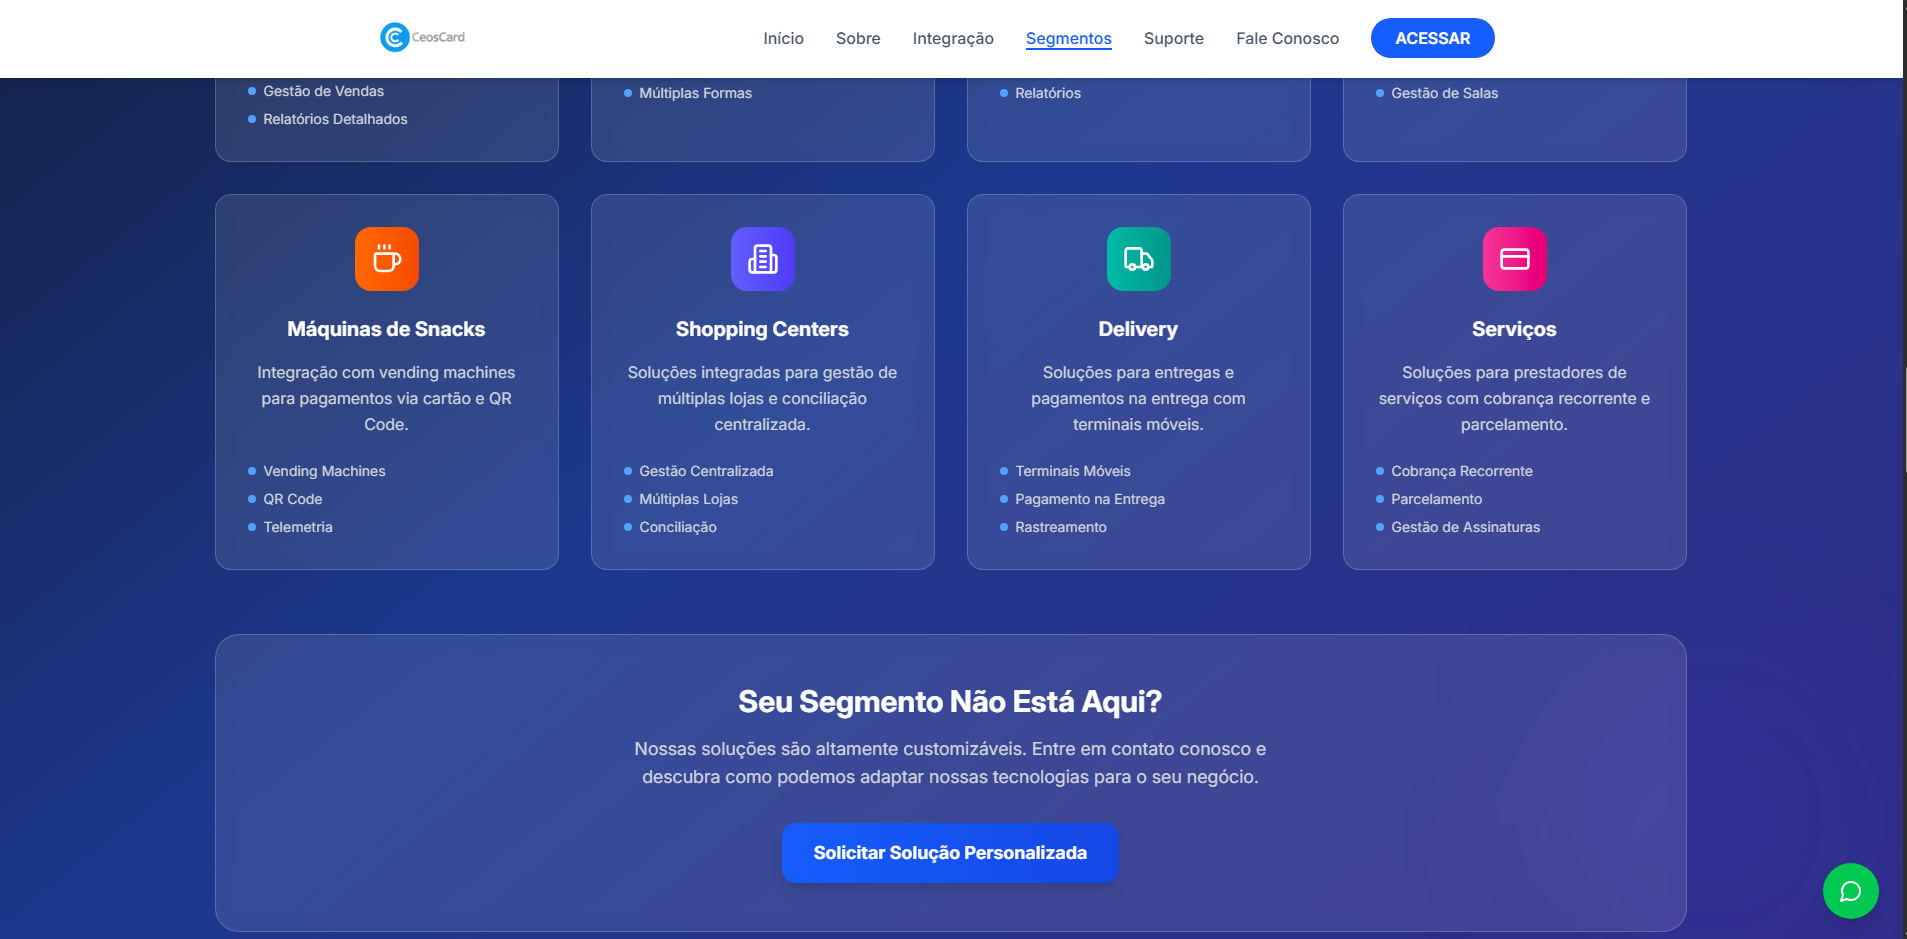 CeosCard
Início
Sobre
Integração
Segmentos
Suporte
Fale Conosco
ACESSAR
Gestão de Vendas
Relatórios Detalhados
Múltiplas Formas
Relatórios
Gestão de Salas
Máquinas de Snacks
Integração com vending machines
para pagamentos via cartão e QR
Code.
Vending Machines
QR Code
Telemetria
Shopping Centers
Soluções integradas para gestão de
múltiplas lojas e conciliação
centralizada.
Gestão Centralizada
Múltiplas Lojas
Conciliação
Delivery
Soluções para entregas e
pagamentos na entrega com
terminais móveis.
Terminais Móveis
Pagamento na Entrega
Rastreamento
Serviços
Soluções para prestadores de
serviços com cobrança recorrente e
parcelamento.
Cobrança Recorrente
Parcelamento
Gestão de Assinaturas
Seu Segmento Não Está Aqui?
Nossas soluções são altamente customizáveis. Entre em contato conosco e
descubra como podemos adaptar nossas tecnologias para o seu negócio.
Solicitar Solução Personalizada